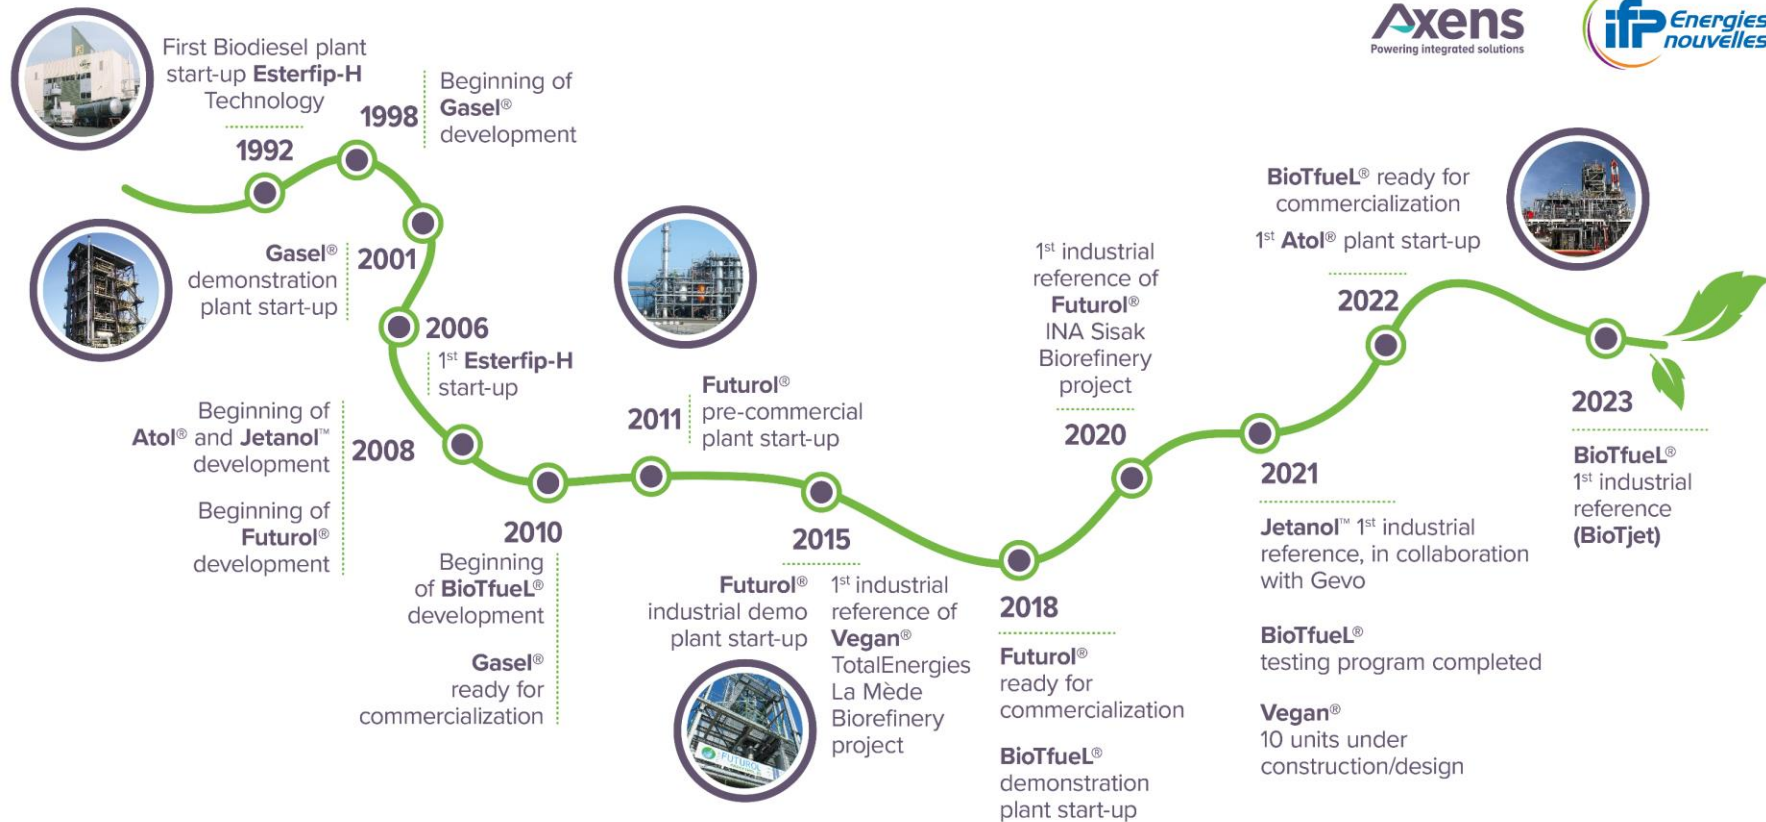 Axens
Powering integrated solutions
ifp Energies
nouvelles
First Biodiesel plant
start-up Esterfip-H
Technology
1992
1998
Beginning of
Gasel®
development
Gasel®
demonstration
plant start-up
2001
2006
1st Esterfip-H
start-up
Beginning of
Atol® and Jetanol™
development
Beginning of
Futurol®
development
2008
2010
Beginning
of BioTfueL®
development
Gasel®
ready for
commercialization
2011
Futurol®
pre-commercial
plant start-up
2015
Futurol®
industrial demo
plant start-up
FUTUROL
1st industrial
reference of
Vegan®
TotalEnergies
La Mède
Biorefinery
project
2018
Futurol®
ready for
commercialization
BioTfueL®
demonstration
plant start-up
1st industrial
reference of
Futurol®
INA Sisak
Biorefinery
project
2020
2021
Jetanol™ 1st industrial
reference, in collaboration
with Gevo
BioTfueL®
testing program completed
Vegan®
10 units under
construction/design
BioTfueL® ready for
commercialization
1st Atol® plant start-up
2022
2023
BioTfueL®
1st industrial
reference
(BioTjet)